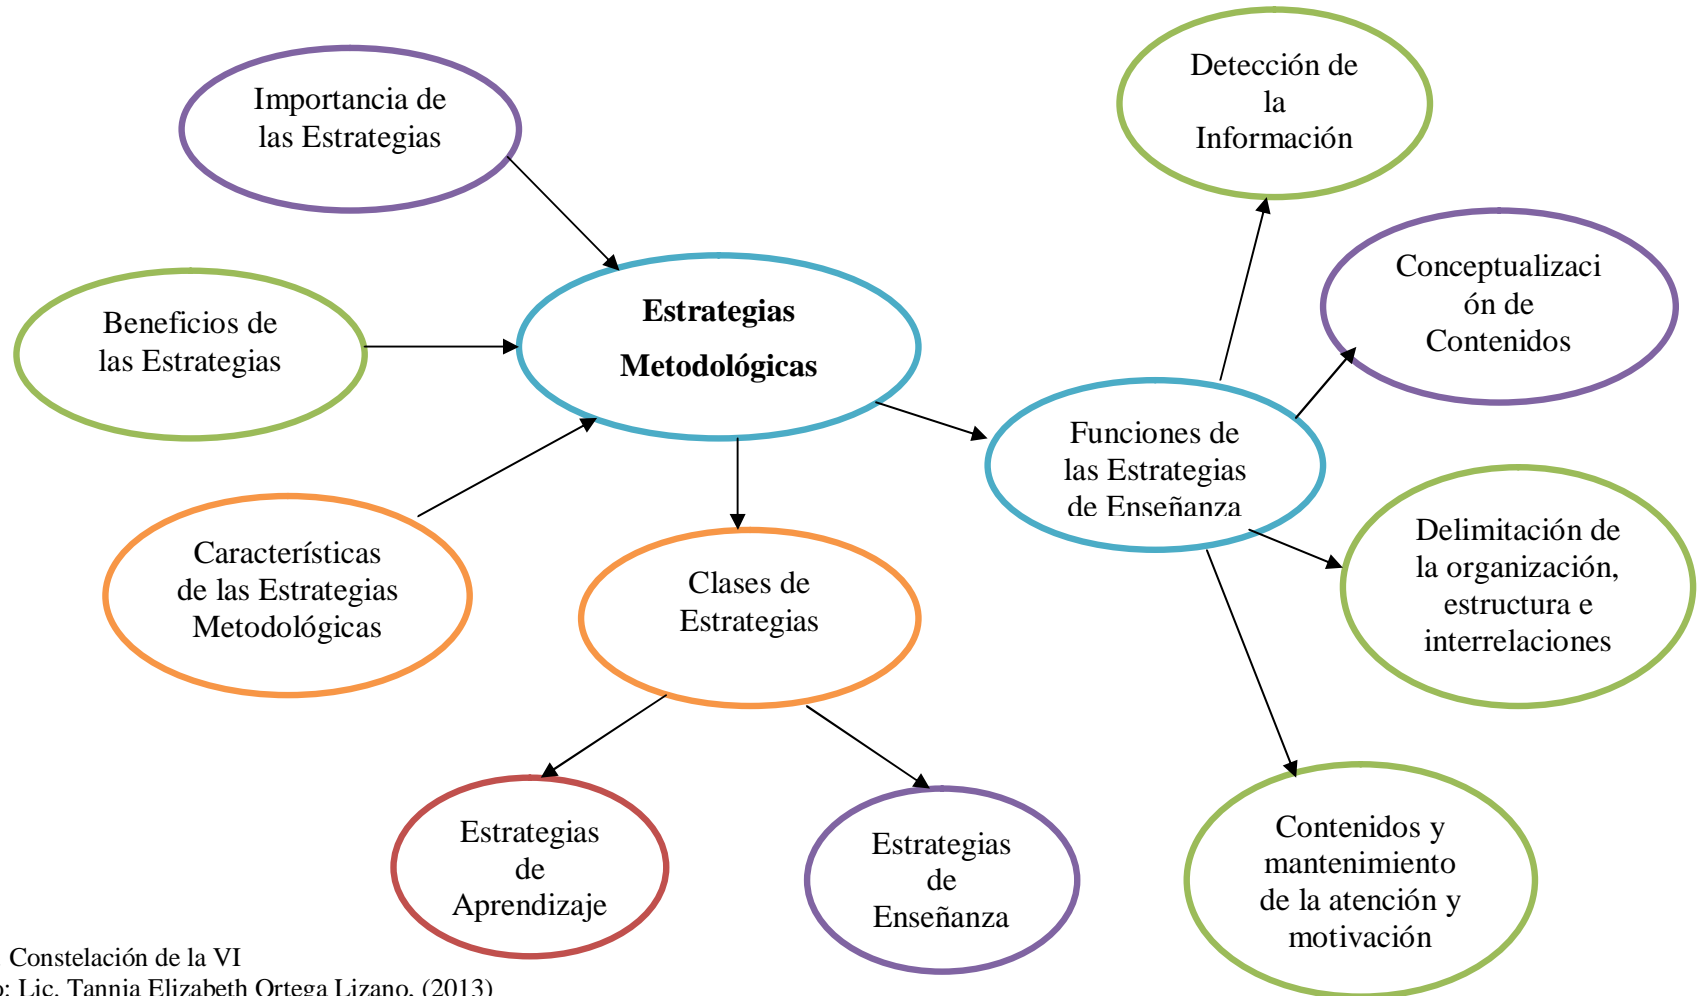 Importancia de
las Estrategias
Beneficios de
las Estrategias
Características
de las Estrategias
Metodológicas
Estrategias
Metodológicas
Clases de
Estrategias
Estrategias
de
Aprendizaje
Estrategias
de
Enseñanza
Funciones de
las Estrategias
de Enseñanza
Detección de
la
Información
Conceptualizaci
ón de
Contenidos
Delimitación de
la organización,
estructura e
interrelaciones
Contenidos y
mantenimiento
de la atención y
motivación
Constelación de la VI
o: Lic. Tannia Elizabeth Ortega Lizano. (2013)